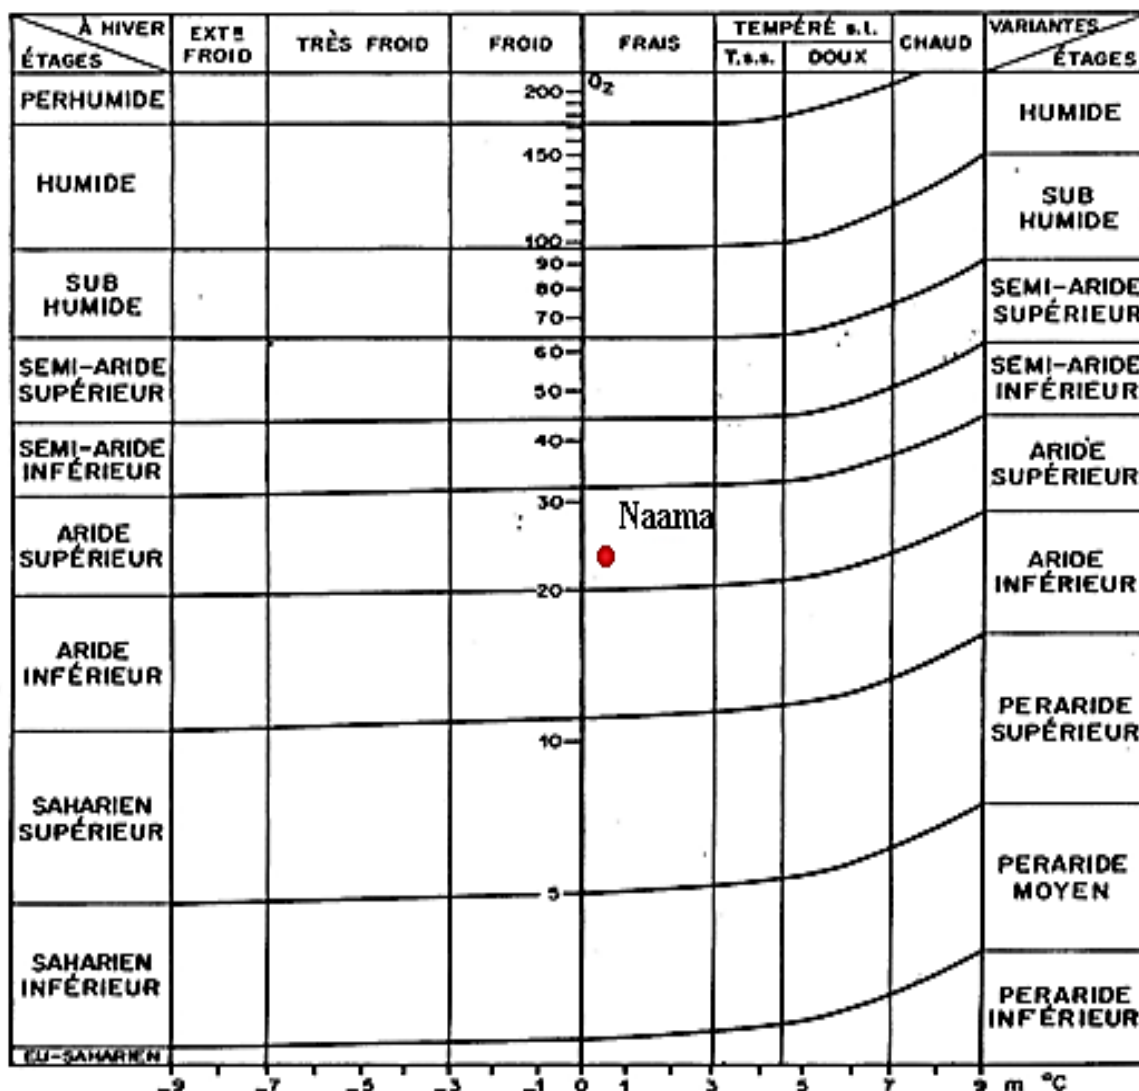 À HIVER
ÉTAGES
EXTᵐ FROID
TRÈS FROID
FROID
FRAIS
TEMPÉRÉ s.l.
T.s.s.
DOUX
CHAUD
VARIANTES
ÉTAGES
PERHUMIDE
HUMIDE
SUB
HUMIDE
SEMI-ARIDE
SUPÉRIEUR
SEMI-ARIDE
INFÉRIEUR
ARIDE
SUPÉRIEUR
ARIDE
INFÉRIEUR
SAHARIEN
SUPÉRIEUR
SAHARIEN
INFÉRIEUR
EU-SAHARIEN
Q2
200
150
100
90
80
70
60
50
40
30
20
10
5
Naama
HUMIDE
SUB
HUMIDE
SEMI-ARIDE
SUPÉRIEUR
SEMI-ARIDE
INFÉRIEUR
ARIDE
SUPÉRIEUR
ARIDE
INFÉRIEUR
PERARIDE
SUPÉRIEUR
PERARIDE
MOYEN
PERARIDE
INFÉRIEUR
-9 -7 -5 -3 -1 0 1 3 5 7 9 m °C